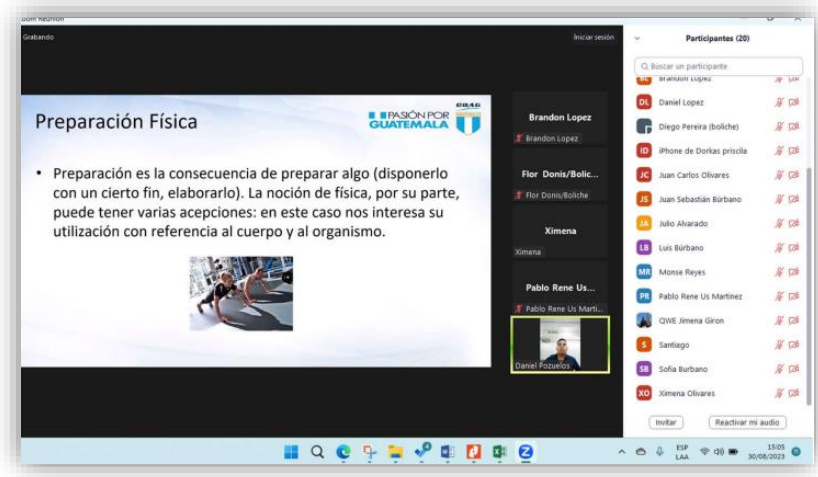 Zoom Reunión
Grabando
Iniciar sesión
Preparación Física
PASIÓN POR
GUATEMALA
CDAG
• Preparación es la consecuencia de preparar algo (disponerlo
con un cierto fin, elaborarlo). La noción de física, por su parte,
puede tener varias acepciones: en este caso nos interesa su
utilización con referencia al cuerpo y al organismo.
Brandon Lopez
Brandon Lopez
Flor Donis/Bolic...
Flor Donis/Boliche
Ximena
Ximena
Pablo Rene Us...
Pablo Rene Us Marti...
Daniel Pozuelos
Participantes (20)
Buscar un participante
BL Brandon Lopez
DL Daniel Lopez
Diego Pereira (boliche)
ID iPhone de Dorkas priscila
JC Juan Carlos Olivares
JS Juan Sebastián Búrbano
JA Julio Alvarado
LB Luis Búrbano
MR Monse Reyes
PR Pablo Rene Us Martinez
QWE Jimena Giron
S Santiago
SB Sofia Burbano
XO Ximena Olivares
Invitar
Reactivar mi audio
ESP
LAA
15:05
30/08/2023